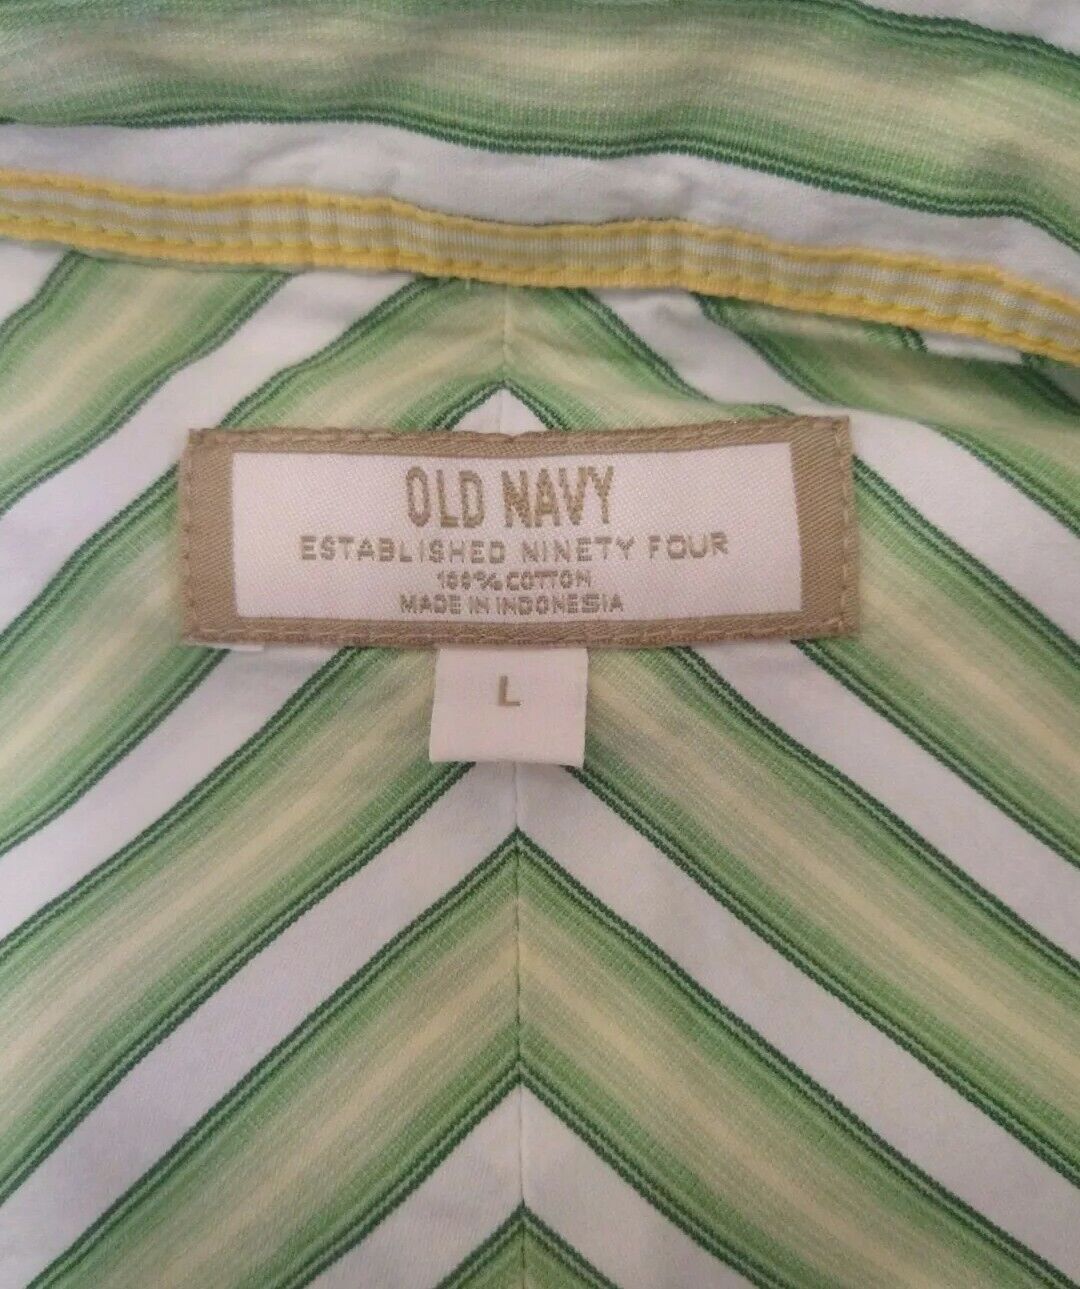 OLD NAVY
ESTABLISHED NINETY FOUR
100% COTTON
MADE IN INDONESIA
L